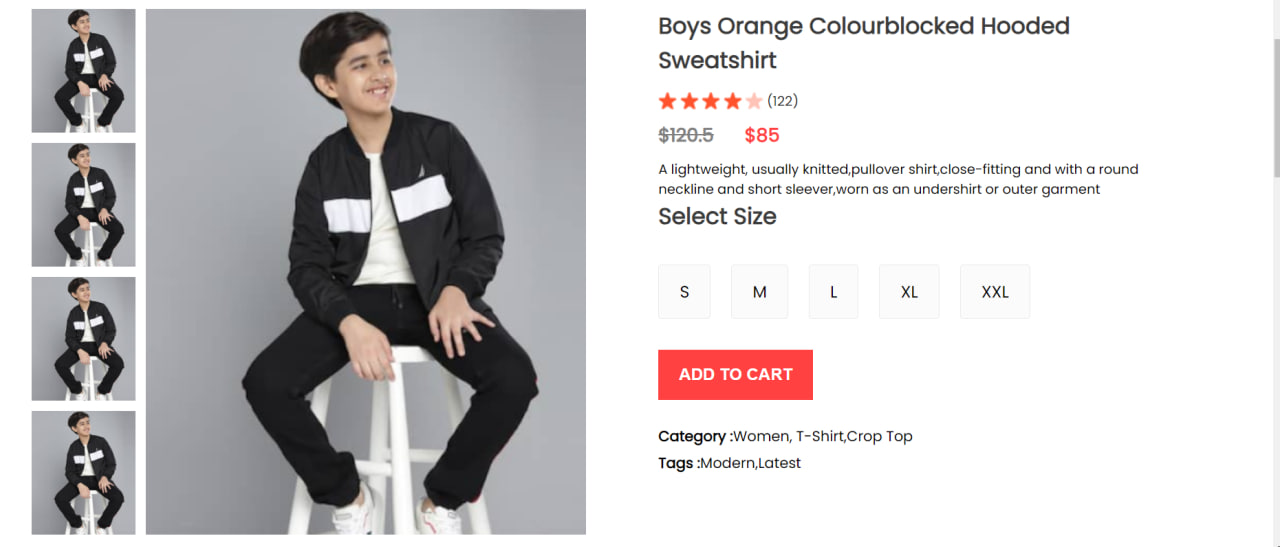 Boys Orange Colourblocked Hooded
Sweatshirt
(122)
$120.5 $85
A lightweight, usually knitted,pullover shirt,close-fitting and with a round
neckline and short sleever,worn as an undershirt or outer garment
Select Size
S M L XL XXL
ADD TO CART
Category :Women, T-Shirt,Crop Top
Tags :Modern,Latest